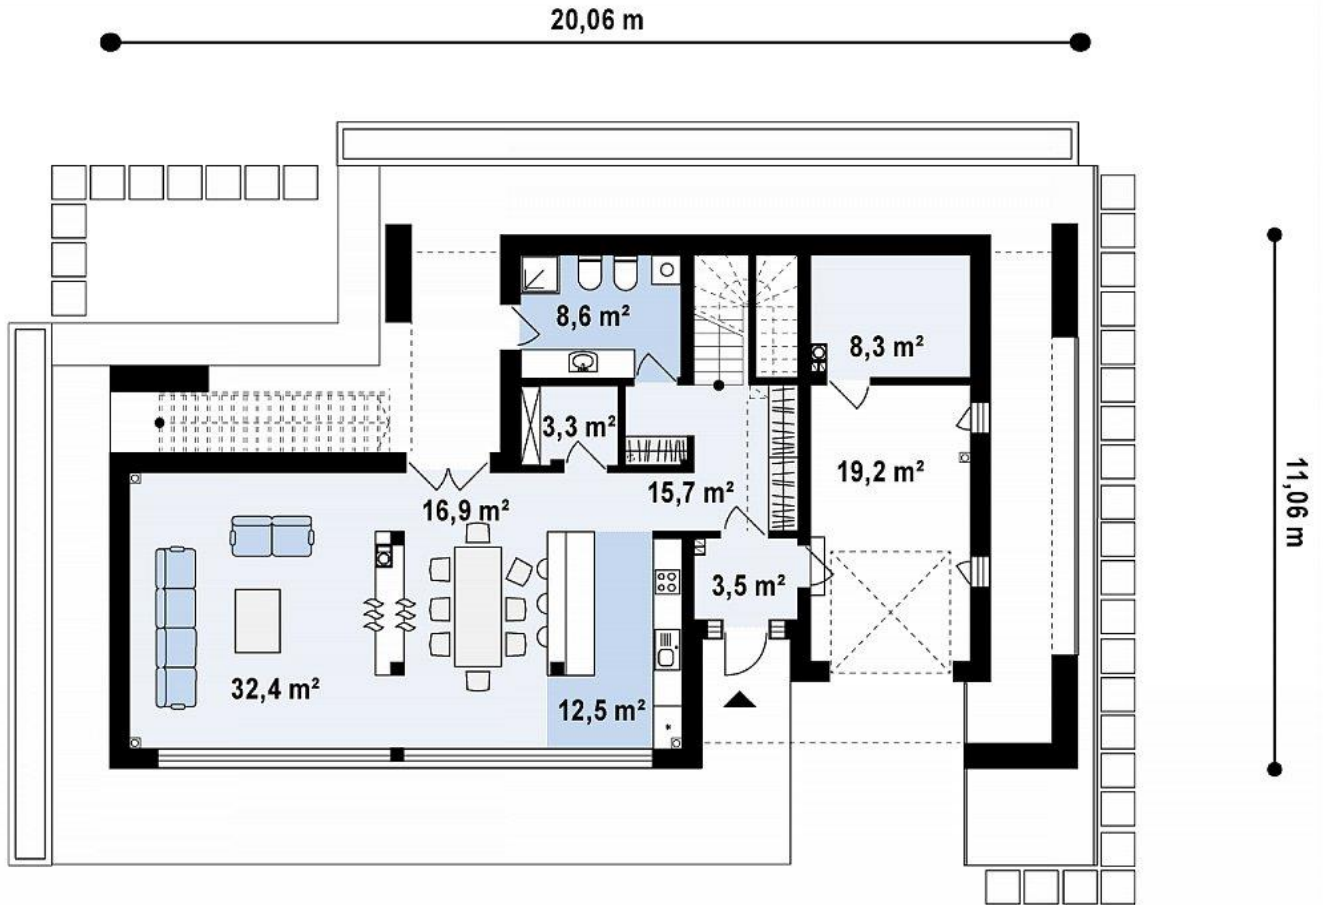 20,06 m
8,6 m²
8,3 m²
3,3 m²
19,2 m²
15,7 m²
16,9 m²
11,06 m
3,5 m²
32,4 m²
12,5 m²